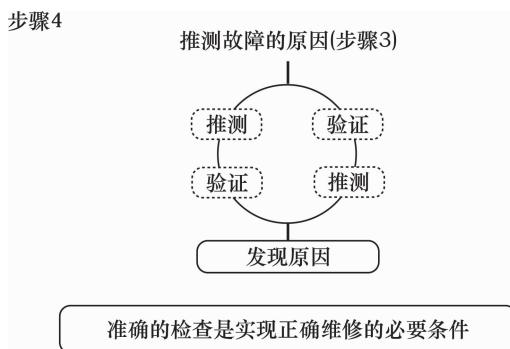 步骤4
推测故障的原因(步骤3)
推测
验证
验证
推测
发现原因
准确的检查是实现正确维修的必要条件